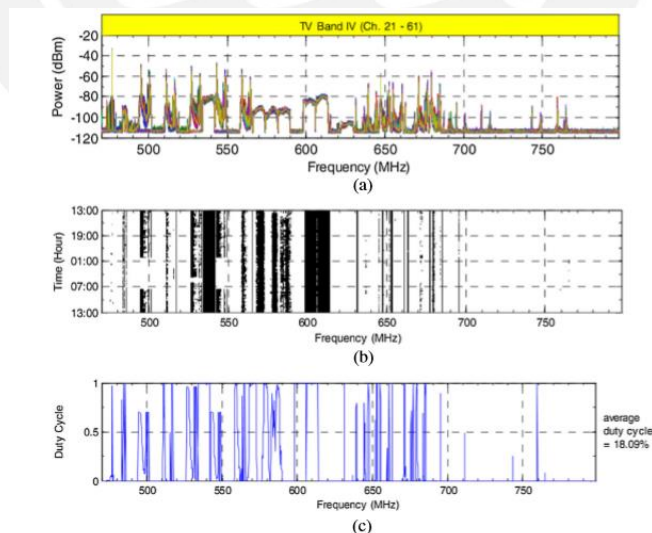 TV Band IV (Ch. 21 - 61)
-20
-40
-60
-80
-100
-120
Power (dBm)
500 550 600 650 700 750
Frequency (MHz)
(a)
13:00
19:00
01:00
07:00
13:00
Time (Hour)
500 550 600 650 700 750
Frequency (MHz)
(b)
1
0.5
0
Duty Cycle
500 550 600 650 700 750
Frequency (MHz)
average
duty cycle
= 18.09%
(c)